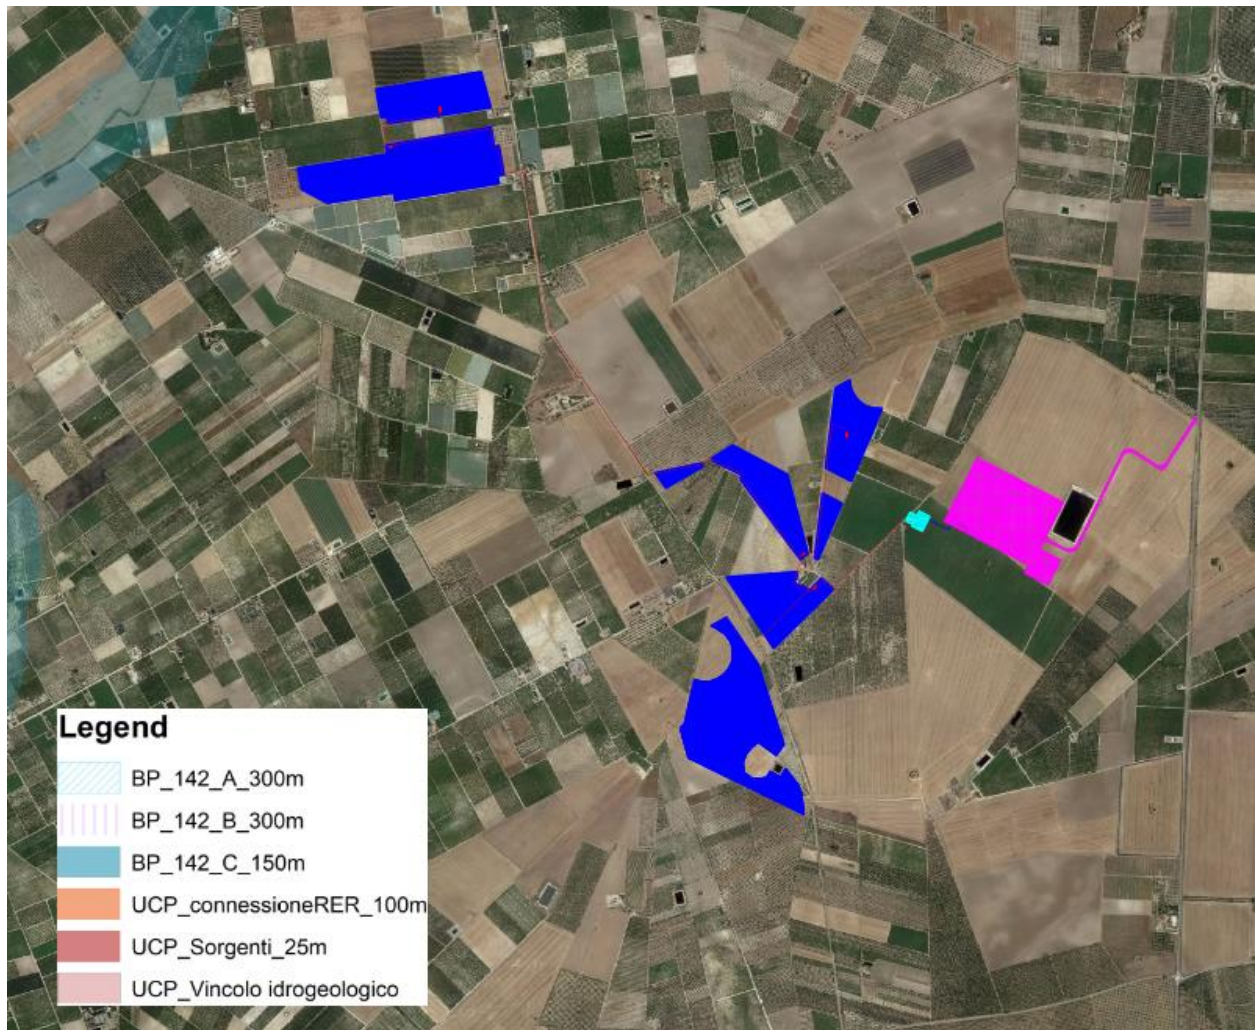 Legend
BP_142_A_300m
BP_142_B_300m
BP_142_C_150m
UCP_connessioneRER_100m
UCP_Sorgenti_25m
UCP_Vincolo idrogeologico